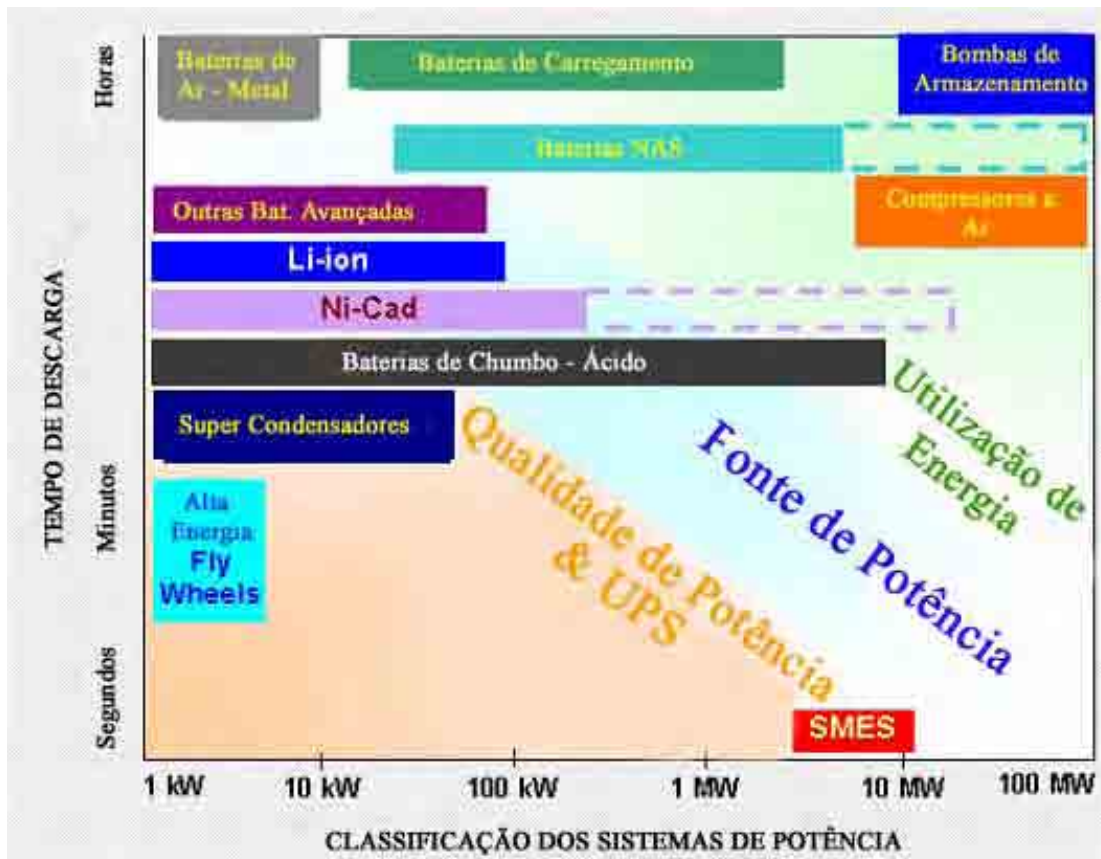 Horas
Baterias de
Ar - Metal
Baterias de Carregamento
Bombas de
Armazenamento
Baterias NAS
Compressores a
Ar
Outras Bat. Avançadas
Li-ion
Ni-Cad
Baterias de Chumbo - Ácido
Super Condensadores
TEMPO DE DESCARGA
Minutos
Alta
Energia
Fly
Wheels
Qualidade de Potência
& UPS
Fonte de Potência
Utilização de
Energia
Segundos
SMES
1 kW
10 kW
100 kW
1 MW
10 MW
100 MW
CLASSIFICAÇÃO DOS SISTEMAS DE POTÊNCIA